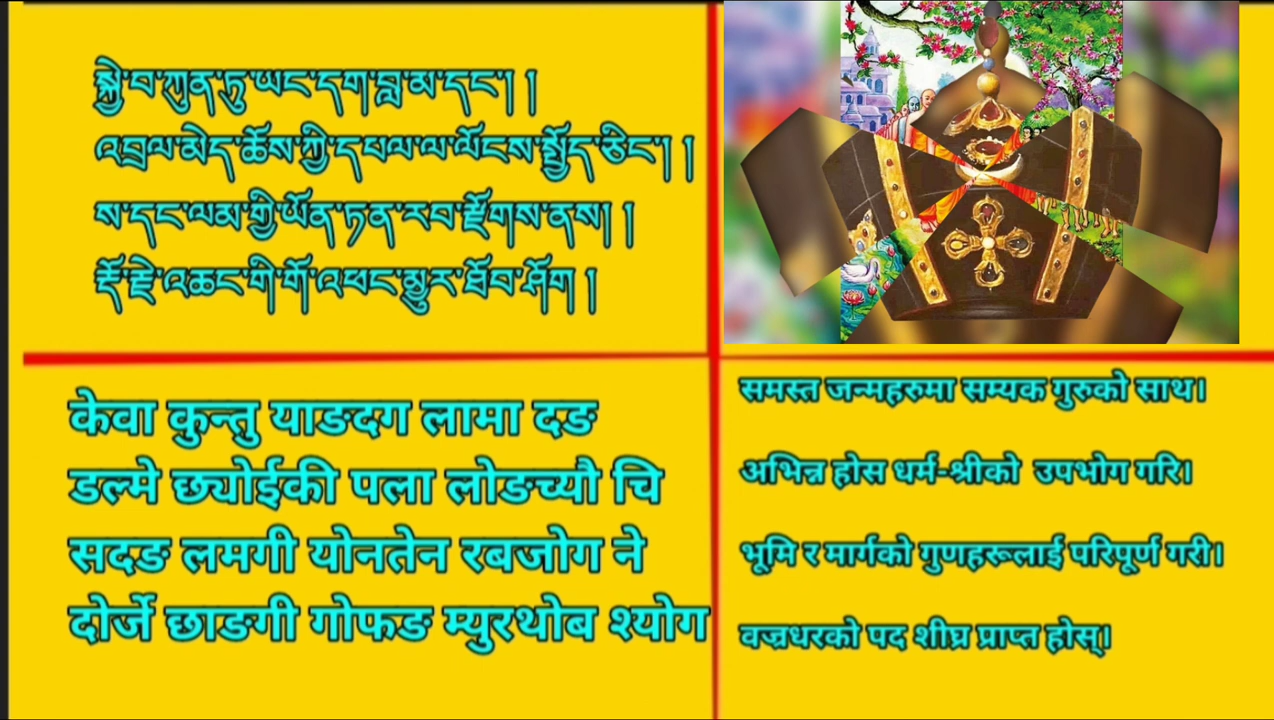 སྐྱེ་བ་ཀུན་ཏུ་ཡང་དག་བླ་མ་དང་། །
འབྲལ་མེད་ཆོས་ཀྱི་དཔལ་ལ་ལོངས་སྤྱོད་ཅིང་། །
ས་དང་ལམ་གྱི་ཡོན་ཏན་རབ་རྫོགས་ནས། །
རྡོ་རྗེ་འཆང་གི་གོ་འཕང་མྱུར་ཐོབ་ཤོག །
केवा कुन्तु याङदग लामा दङ
डल्मे छ्योईकी पला लोङच्यौ चि
सदङ लमगी योनतेन रबजोग ने
दोर्जे छाङगी गोफङ म्युरथोब श्योग
समस्त जन्महरुमा सम्यक गुरुको साथ।
अभिन्न होस धर्म-श्रीको उपभोग गरि।
भूमि र मार्गको गुणहरूलाई परिपूर्ण गरी।
वज्रधरको पद शीघ्र प्राप्त होस्।